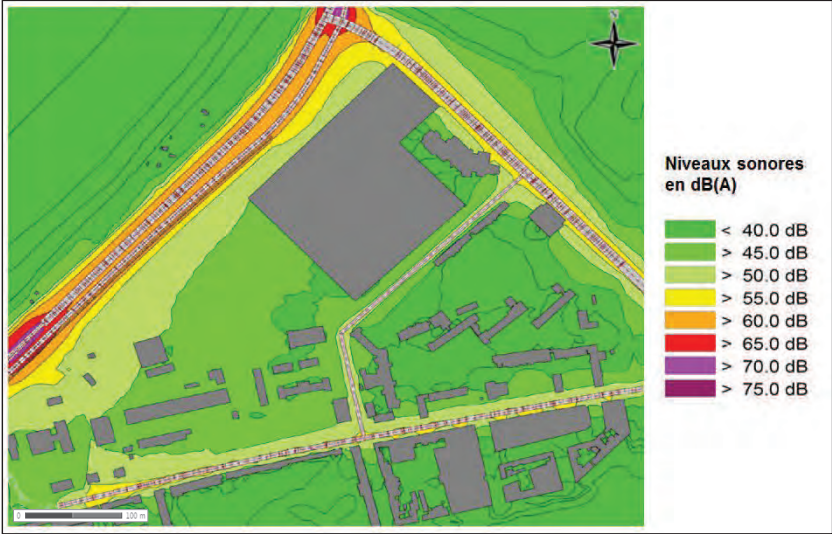 Niveaux sonores
en dB(A)
< 40.0 dB
> 45.0 dB
> 50.0 dB
> 55.0 dB
> 60.0 dB
> 65.0 dB
> 70.0 dB
> 75.0 dB
0 100 m